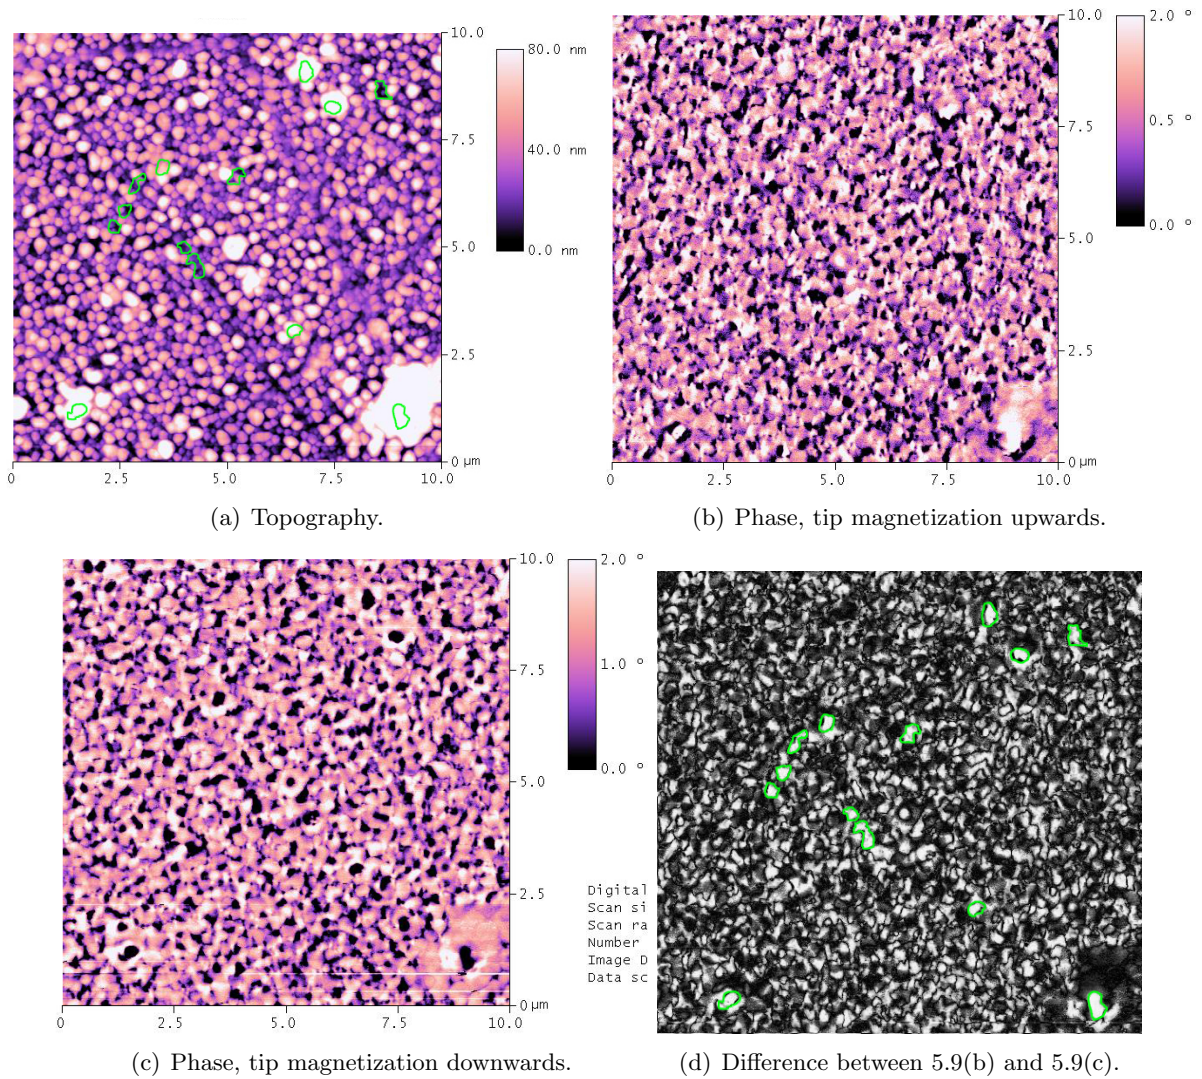 10.0
80.0 nm
7.5
40.0 nm
5.0
0.0 nm
2.5
0 µm
0 2.5 5.0 7.5 10.0
(a) Topography.
10.0
2.0 °
7.5
0.5 °
5.0
0.0 °
2.5
0 µm
0 2.5 5.0 7.5 10.0
(b) Phase, tip magnetization upwards.
10.0
2.0 °
7.5
1.0 °
5.0
0.0 °
2.5
0 µm
0 2.5 5.0 7.5 10.0
(c) Phase, tip magnetization downwards.
Digital
Scan si
Scan ra
Number
Image D
Data sc
(d) Difference between 5.9(b) and 5.9(c).